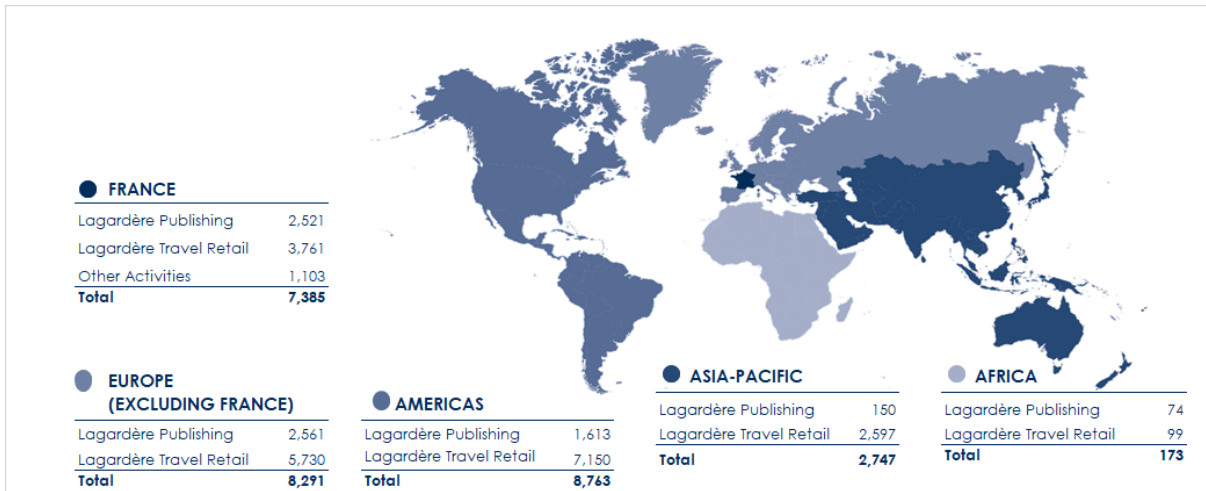 FRANCE
Lagardère Publishing 2,521
Lagardère Travel Retail 3,761
Other Activities 1,103
Total 7,385
EUROPE
(EXCLUDING FRANCE)
Lagardère Publishing 2,561
Lagardère Travel Retail 5,730
Total 8,291
AMERICAS
Lagardère Publishing 1,613
Lagardère Travel Retail 7,150
Total 8,763
ASIA-PACIFIC
Lagardère Publishing 150
Lagardère Travel Retail 2,597
Total 2,747
AFRICA
Lagardère Publishing 74
Lagardère Travel Retail 99
Total 173